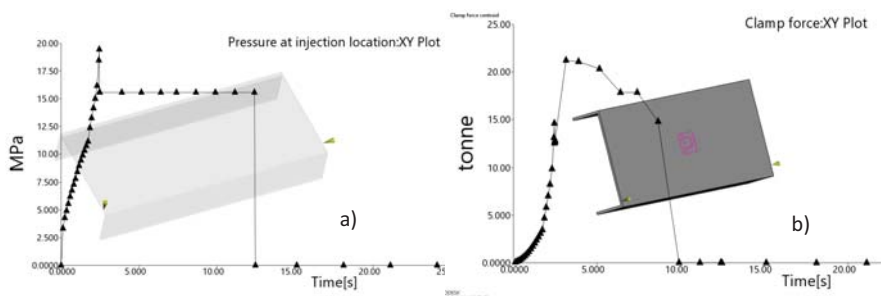 Pressure at injection location:XY Plot
20.00
17.50
15.00
12.50
10.00
7.500
5.000
2.500
0.0000
MPa
0.0000
5.000
10.00
15.00
20.00
Time[s]
a)
Clamp force centroid
Clamp force:XY Plot
25.00
20.00
15.00
10.00
5.000
0.0000
tonne
0.0000
5.000
10.00
15.00
20.00
Time[s]
b)